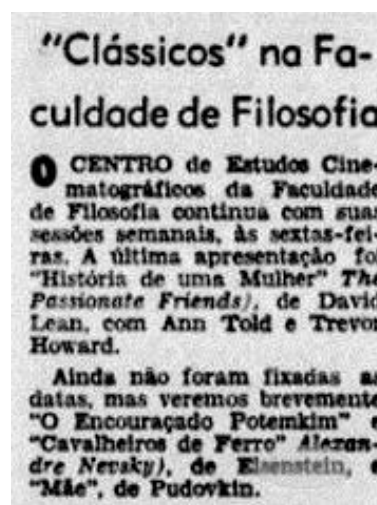 "Clássicos" na Fa-
culdade de Filosofia
O CENTRO de Estudos Cine-
matográficos da Faculdade
de Filosofia continua com suas
sessões semanais, às sextas-fei-
ras. A última apresentação foi
"História de uma Mulher" The
Passionate Friends), de David
Lean, com Ann Told e Trevor
Howard.
Ainda não foram fixadas as
datas, mas veremos brevemente
"O Encouraçado Potemkim" e
"Cavalheiros de Ferro" Alexan-
dre Nevsky), de Eisenstein, e
"Mãe", de Pudovkin.